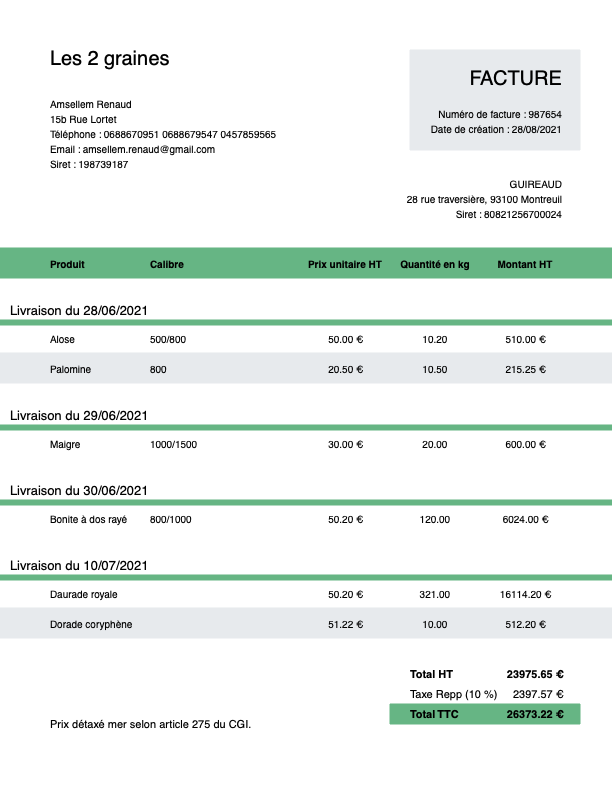 Les 2 graines
FACTURE
Amsellem Renaud
15b Rue Lortet
Téléphone : 0688670951 0688679547 0457859565
Email : amsellem.renaud@gmail.com
Siret : 198739187
Numéro de facture : 987654
Date de création : 28/08/2021
GUIREAUD
28 rue traversière, 93100 Montreuil
Siret : 80821256700024
Produit Calibre Prix unitaire HT Quantité en kg Montant HT
Livraison du 28/06/2021
Alose 500/800 50.00 € 10.20 510.00 €
Palomine 800 20.50 € 10.50 215.25 €
Livraison du 29/06/2021
Maigre 1000/1500 30.00 € 20.00 600.00 €
Livraison du 30/06/2021
Bonite à dos rayé 800/1000 50.20 € 120.00 6024.00 €
Livraison du 10/07/2021
Daurade royale 50.20 € 321.00 16114.20 €
Dorade coryphène 51.22 € 10.00 512.20 €
Total HT 23975.65 €
Taxe Repp (10 %) 2397.57 €
Total TTC 26373.22 €
Prix détaxé mer selon article 275 du CGI.